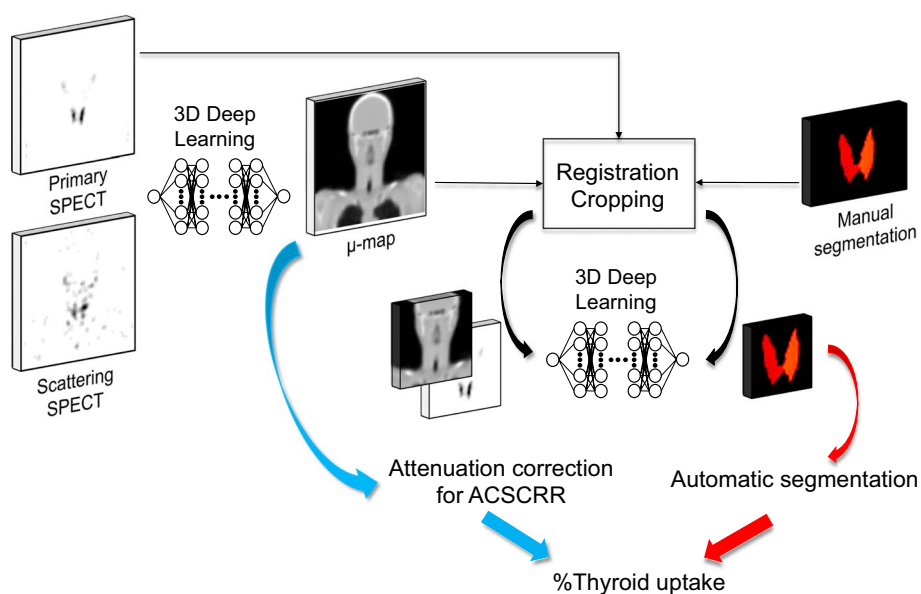 Primary
SPECT
3D Deep
Learning
μ-map
Registration
Cropping
Manual
segmentation
Scattering
SPECT
3D Deep
Learning
Attenuation correction
for ACSCRR
Automatic segmentation
%Thyroid uptake